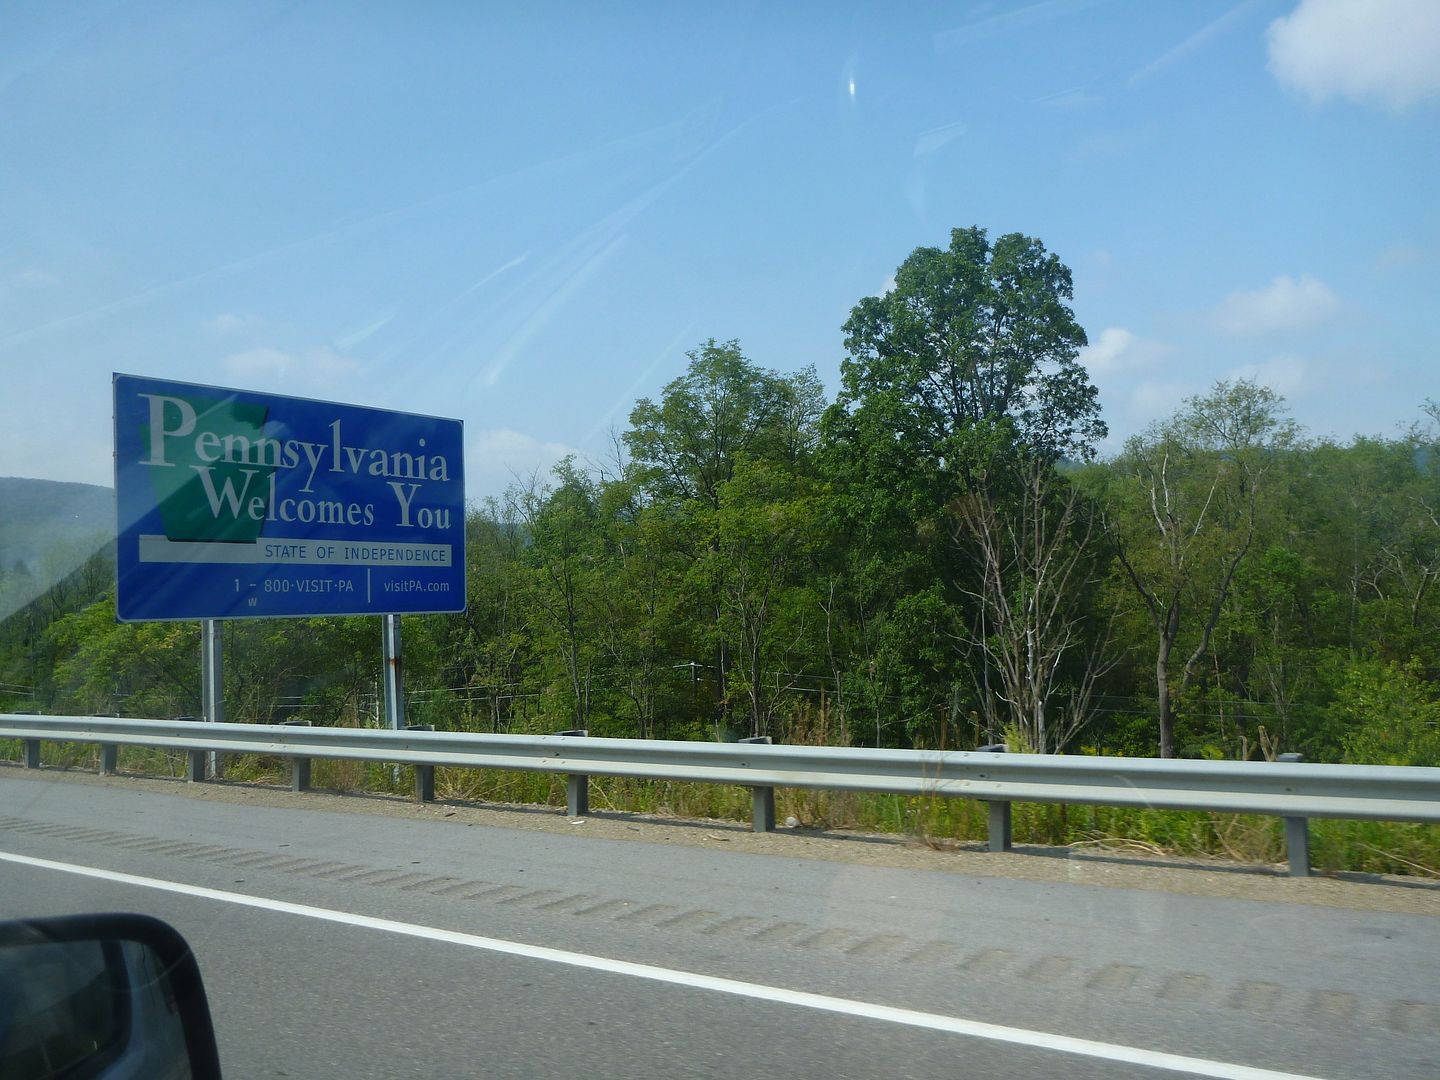 Pennsylvania
Welcomes You
STATE OF INDEPENDENCE
1 - 800·VISIT·PA | visitPA.com
W